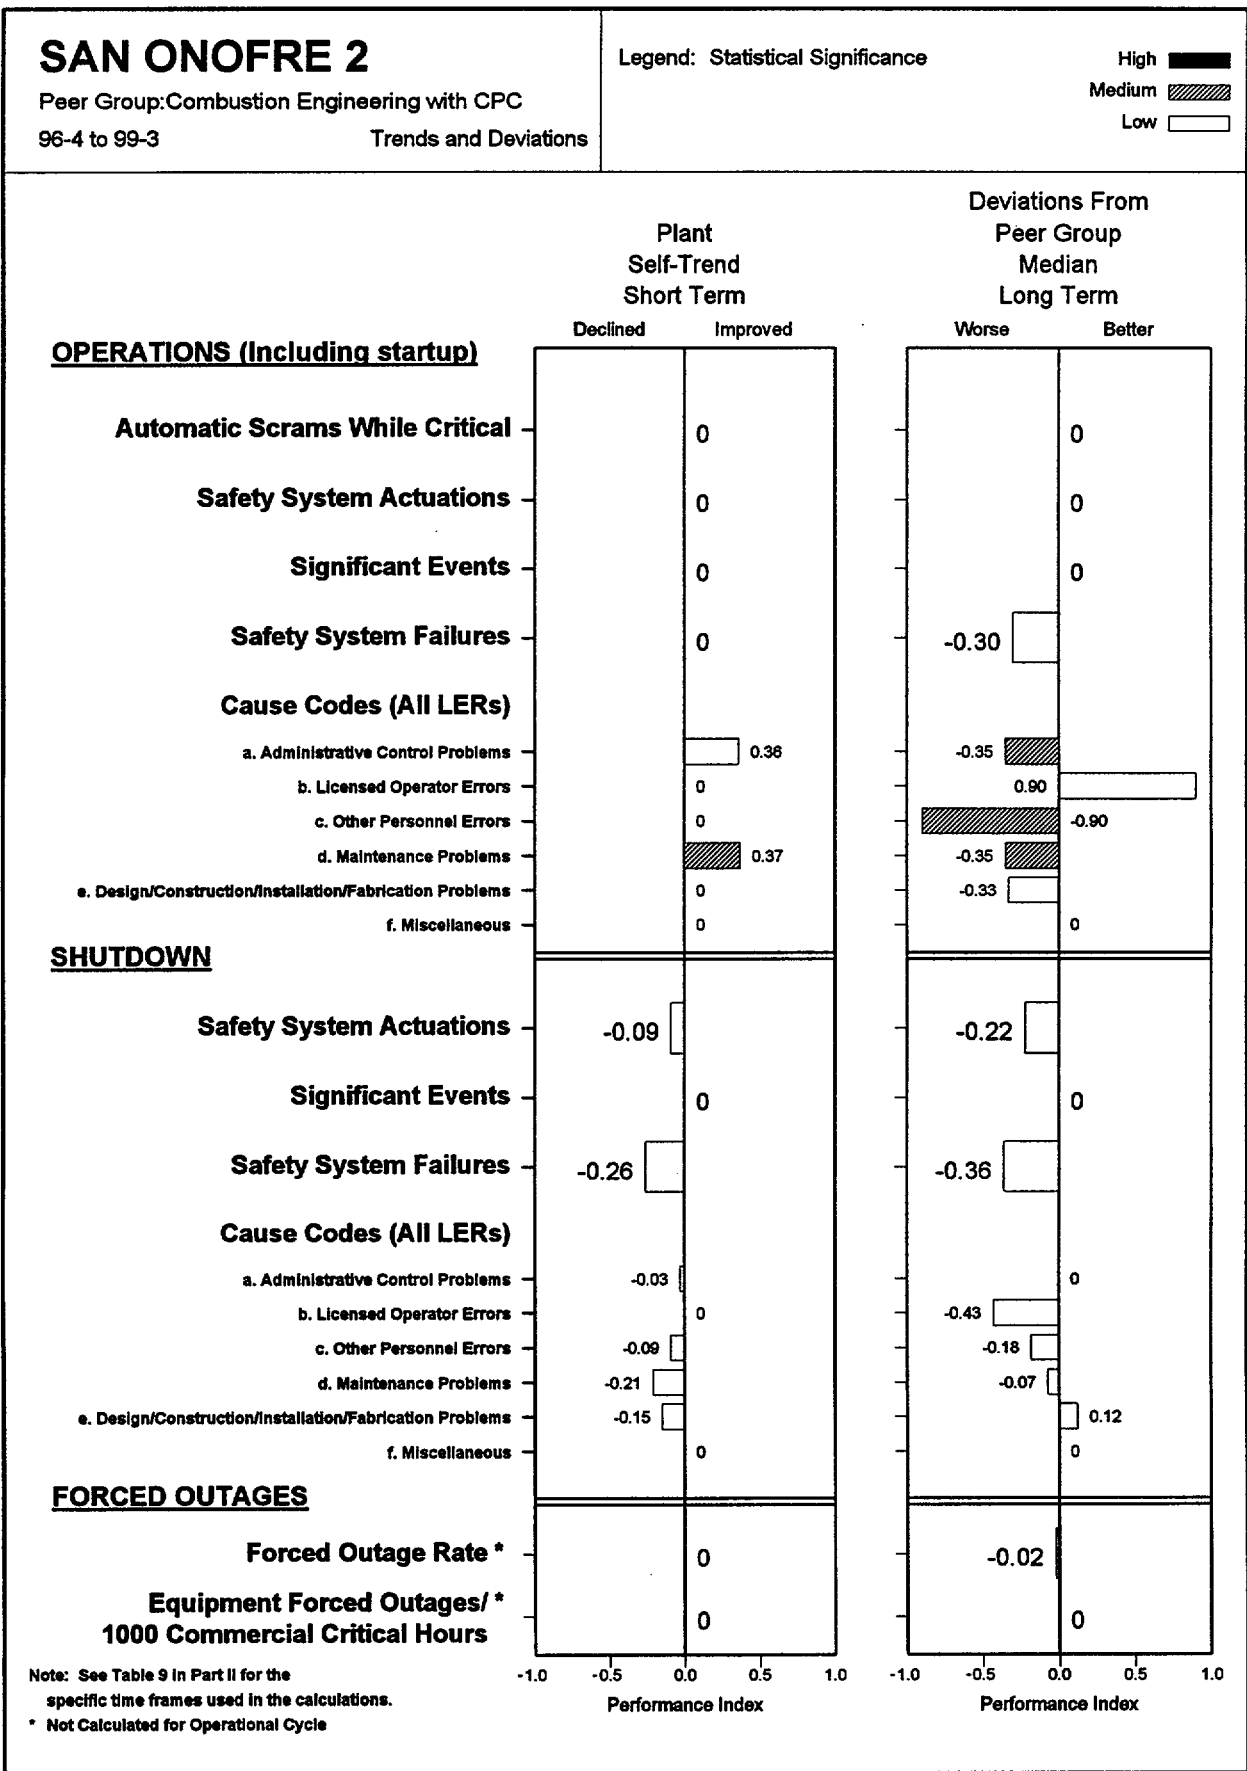 SAN ONOFRE 2
Peer Group:Combustion Engineering with CPC
96-4 to 99-3 Trends and Deviations
Legend: Statistical Significance
High
Medium
Low
Plant
Self-Trend
Short Term
Declined Improved
Deviations From
Peer Group
Median
Long Term
Worse Better
OPERATIONS (Including startup)
Automatic Scrams While Critical 0 0
Safety System Actuations 0 0
Significant Events 0 0
Safety System Failures 0 -0.30
Cause Codes (All LERs)
a. Administrative Control Problems 0.36 -0.35
b. Licensed Operator Errors 0 0.90
c. Other Personnel Errors 0 -0.90
d. Maintenance Problems 0.37 -0.35
e. Design/Construction/Installation/Fabrication Problems 0 -0.33
f. Miscellaneous 0 0
SHUTDOWN
Safety System Actuations -0.09 -0.22
Significant Events 0 0
Safety System Failures -0.26 -0.36
Cause Codes (All LERs)
a. Administrative Control Problems -0.03 0
b. Licensed Operator Errors 0 -0.43
c. Other Personnel Errors -0.09 -0.18
d. Maintenance Problems -0.21 -0.07
e. Design/Construction/Installation/Fabrication Problems -0.15 0.12
f. Miscellaneous 0 0
FORCED OUTAGES
Forced Outage Rate * 0 -0.02
Equipment Forced Outages/ *
1000 Commercial Critical Hours 0 0
-1.0 -0.5 0.0 0.5 1.0 -1.0 -0.5 0.0 0.5 1.0
Performance Index Performance Index
Note: See Table 9 in Part II for the
specific time frames used in the calculations.
* Not Calculated for Operational Cycle